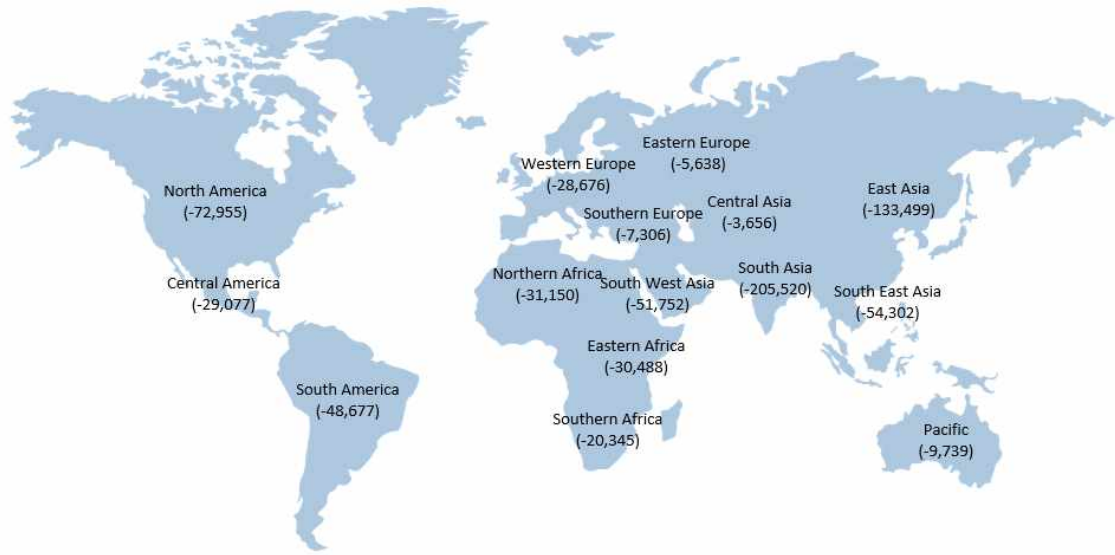 Eastern Europe
(-5,638)
Western Europe
(-28,676)
North America
(-72,955)
East Asia
(-133,499)
Central Asia
(-3,656)
Southern Europe
(-7,306)
Central America
(-29,077)
Northern Africa
(-31,150)
South West Asia
(-51,752)
South Asia
(-205,520)
South East Asia
(-54,302)
Eastern Africa
(-30,488)
South America
(-48,677)
Southern Africa
(-20,345)
Pacific
(-9,739)